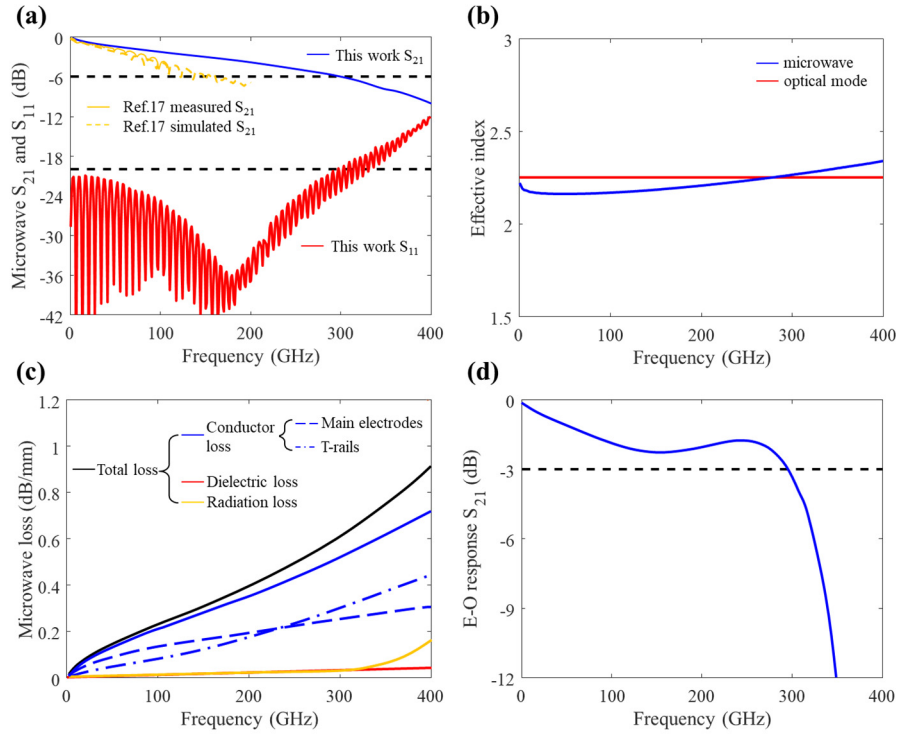 (a)
0
-6
-12
-18
-24
-30
-36
-42
Microwave S21 and S11 (dB)
This work S21
Ref.17 measured S21
Ref.17 simulated S21
This work S11
0 100 200 300 400
Frequency (GHz)
(b)
3
2.5
2
1.5
Effective index
microwave
optical mode
0 100 200 300 400
Frequency (GHz)
(c)
1.2
1
0.8
0.6
0.4
0.2
0
Microwave loss (dB/mm)
Total loss
Conductor
loss
Main electrodes
T-rails
Dielectric loss
Radiation loss
0 100 200 300 400
Frequency (GHz)
(d)
0
-3
-6
-9
-12
E-O response S21 (dB)
0 100 200 300 400
Frequency (GHz)